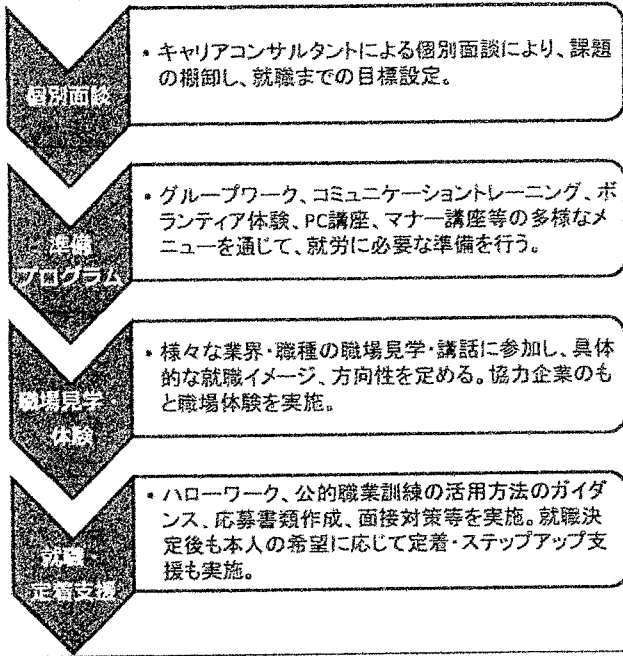 個別面談
・キャリアコンサルタントによる個別面談により、課題
の棚卸し、就職までの目標設定。
準備
プログラム
・グループワーク、コミュニケーショントレーニング、ボ
ランティア体験、PC講座、マナー講座等の多様なメ
ニューを通じて、就労に必要な準備を行う。
職場見学・
体験
・様々な業界・職種の職場見学・講話に参加し、具体
的な就職イメージ、方向性を定める。協力企業のも
と職場体験を実施。
就職・
定着支援
・ハローワーク、公的職業訓練の活用方法のガイダ
ンス、応募書類作成、面接対策等を実施。就職決
定後も本人の希望に応じて定着・ステップアップ支
援も実施。